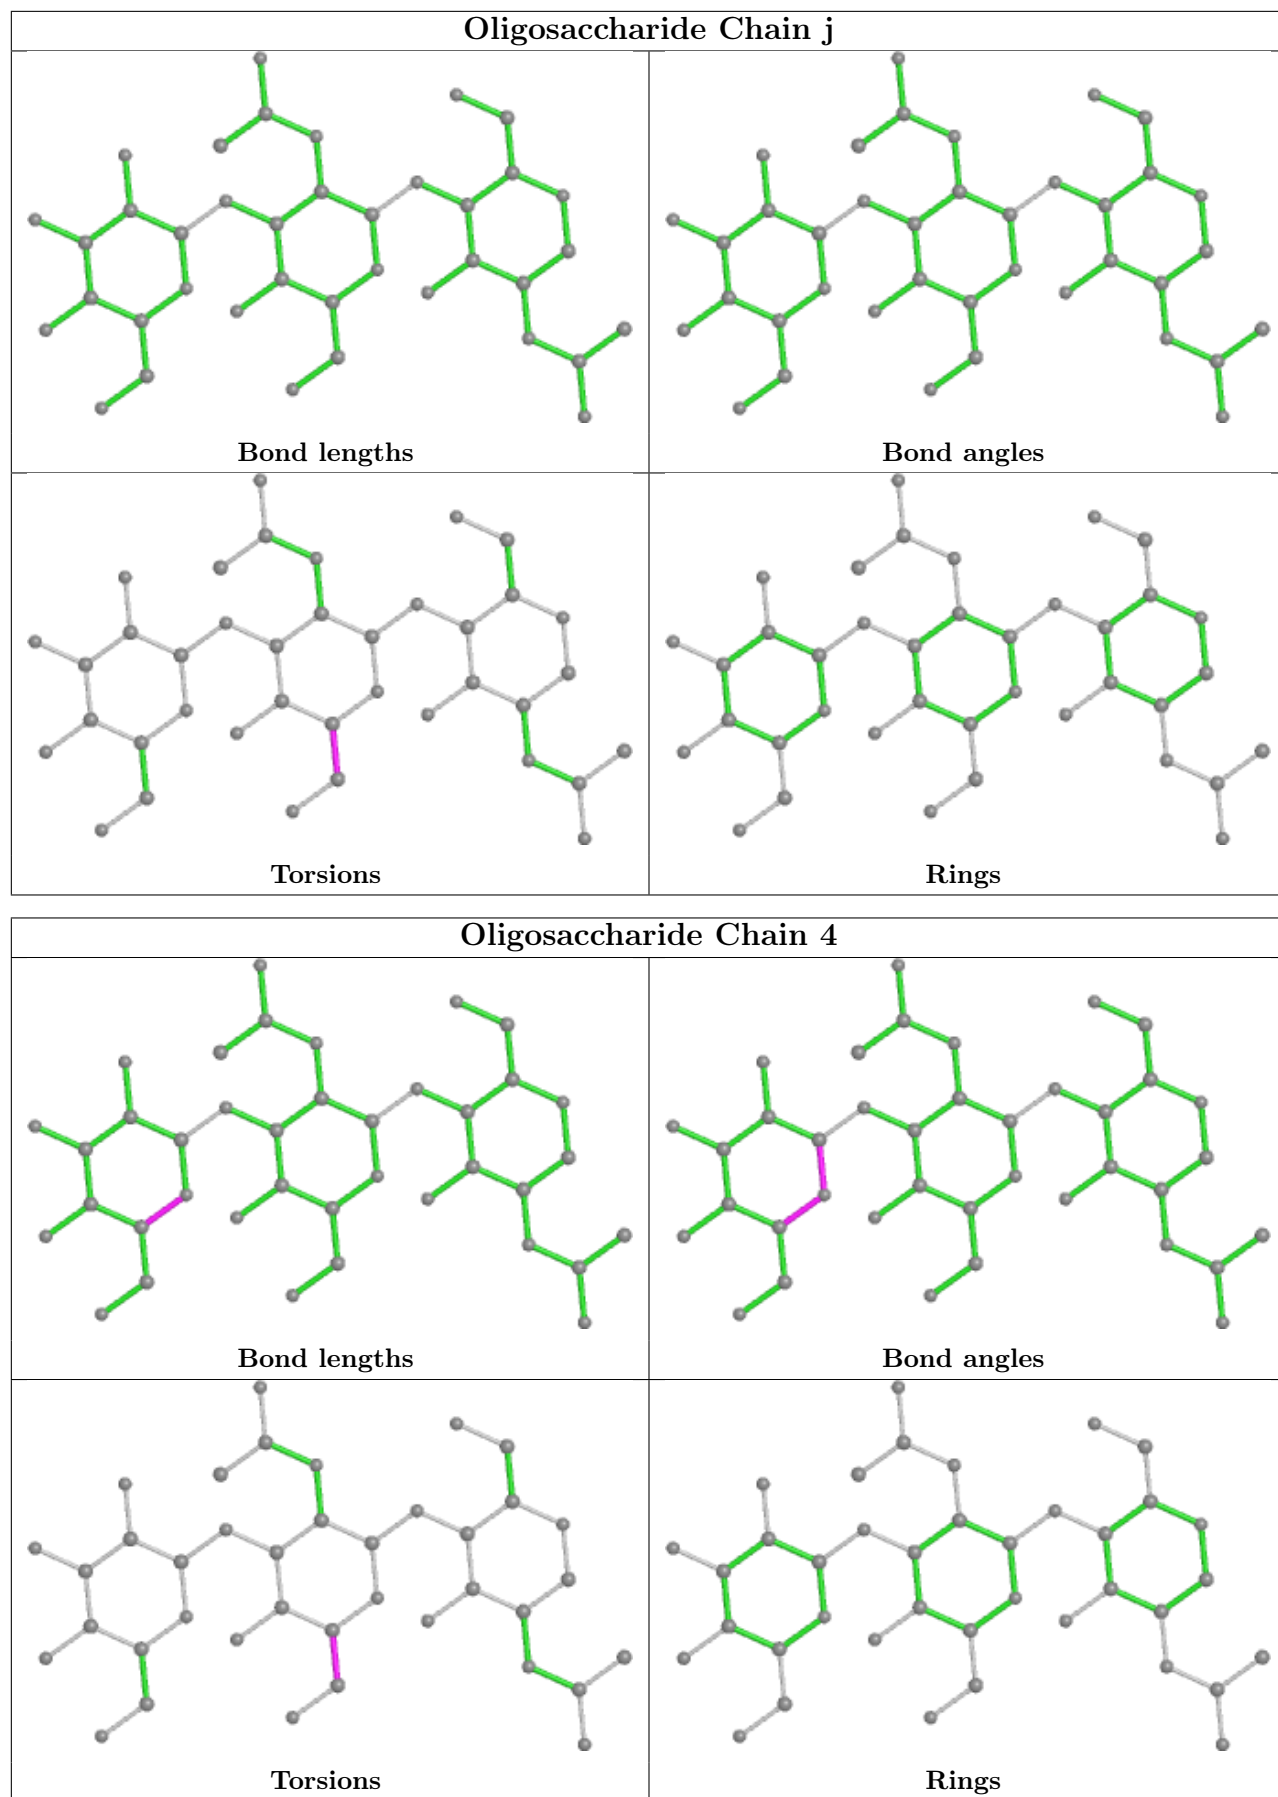 Oligosaccharide Chain j
Bond lengths
Bond angles
Torsions
Rings
Oligosaccharide Chain 4
Bond lengths
Bond angles
Torsions
Rings